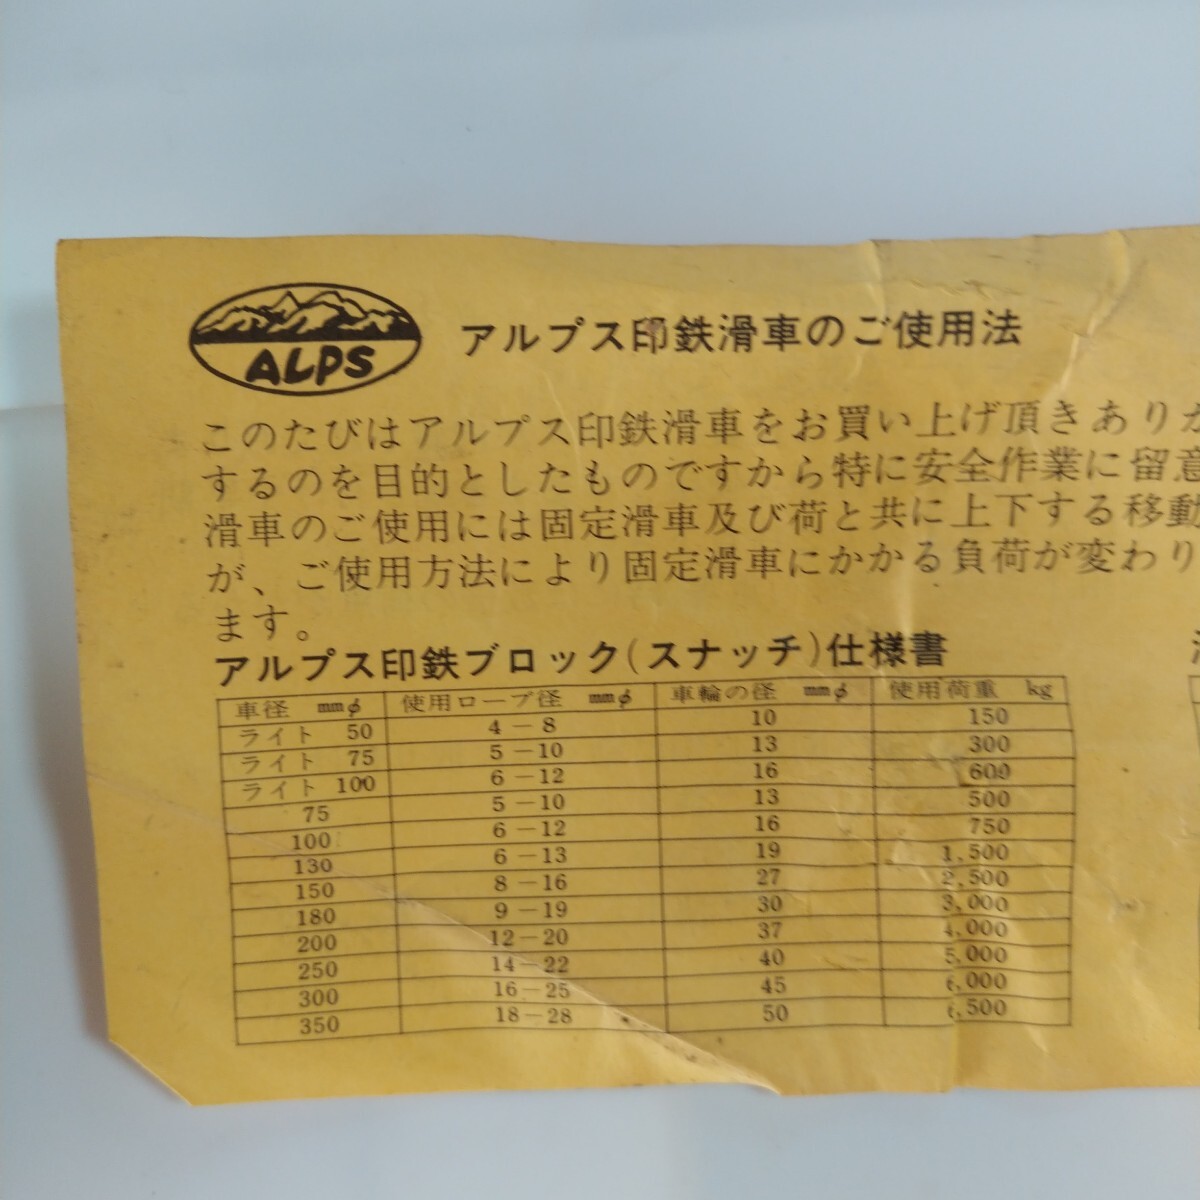 ALPS
アルプス印鉄滑車のご使用法
このたびはアルプス印鉄滑車をお買い上げ頂きありが
するのを目的としたものですから特に安全作業に留意
滑車のご使用には固定滑車及び荷と共に上下する移動
が、ご使用方法により固定滑車にかかる負荷が変わり
ます。
アルプス印鉄ブロック(スナッチ)仕様書
車径 mmφ 使用ロープ径 mmφ 車輪の径 mmφ 使用荷重 kg
ライト 50 4－8 10 150
ライト 75 5－10 13 300
ライト 100 6－12 16 600
75 5－10 13 500
100 6－12 16 750
130 6－13 19 1,500
150 8－16 27 2,500
180 9－19 30 3,000
200 12－20 37 4,000
250 14－22 40 5,000
300 16－25 45 6,000
350 18－28 50 6,500